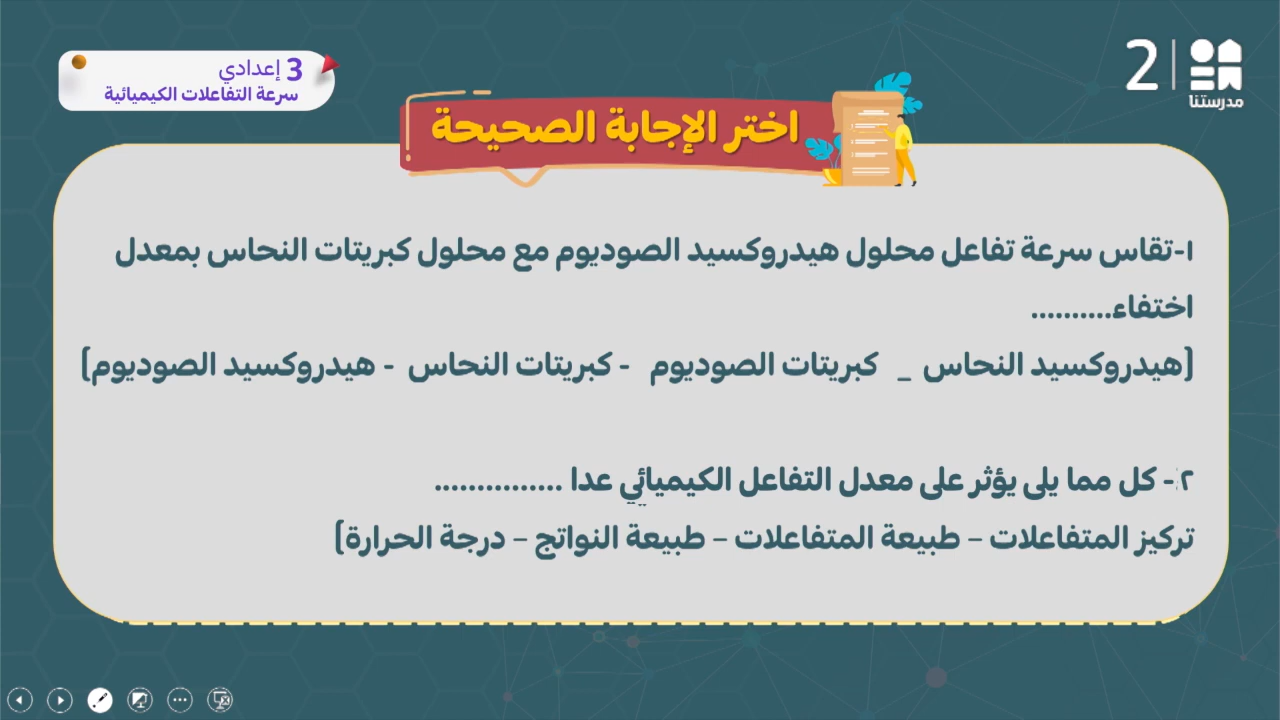 3 إعدادي
سرعة التفاعلات الكيميائية
2
مدرستنا
اختر الإجابة الصحيحة
١-تقاس سرعة تفاعل محلول هيدروكسيد الصوديوم مع محلول كبريتات النحاس بمعدل
اختفاء..........
(هيدروكسيد النحاس _ كبريتات الصوديوم - كبريتات النحاس - هيدروكسيد الصوديوم)
٢- كل مما يلى يؤثر على معدل التفاعل الكيميائي عدا ...............
تركيز المتفاعلات – طبيعة المتفاعلات – طبيعة النواتج – درجة الحرارة)